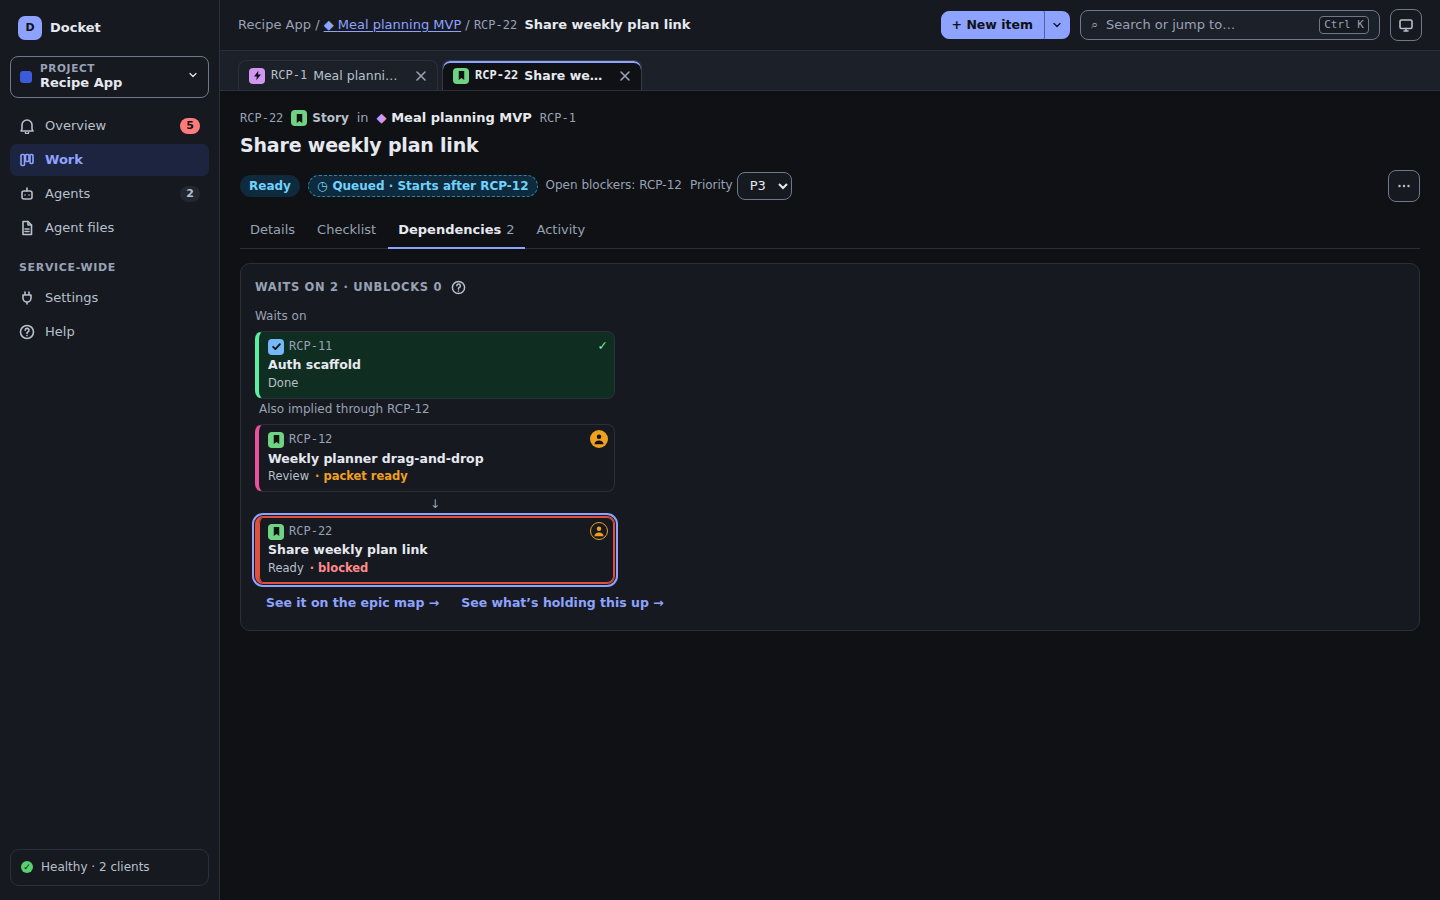 D Docket
PROJECT
Recipe App
Overview 5
Work
Agents 2
Agent files
SERVICE-WIDE
Settings
Help
✓ Healthy · 2 clients
Recipe App / ◆ Meal planning MVP / RCP-22 Share weekly plan link
+ New item
Search or jump to… Ctrl K
RCP-1 Meal planni…
RCP-22 Share we…
RCP-22 Story in ◆ Meal planning MVP RCP-1
Share weekly plan link
Ready ◷ Queued · Starts after RCP-12 Open blockers: RCP-12 Priority P3
Details Checklist Dependencies 2 Activity
WAITS ON 2 · UNBLOCKS 0
Waits on
RCP-11 ✓
Auth scaffold
Done
Also implied through RCP-12
RCP-12
Weekly planner drag-and-drop
Review · packet ready
↓
RCP-22
Share weekly plan link
Ready · blocked
See it on the epic map → See what’s holding this up →